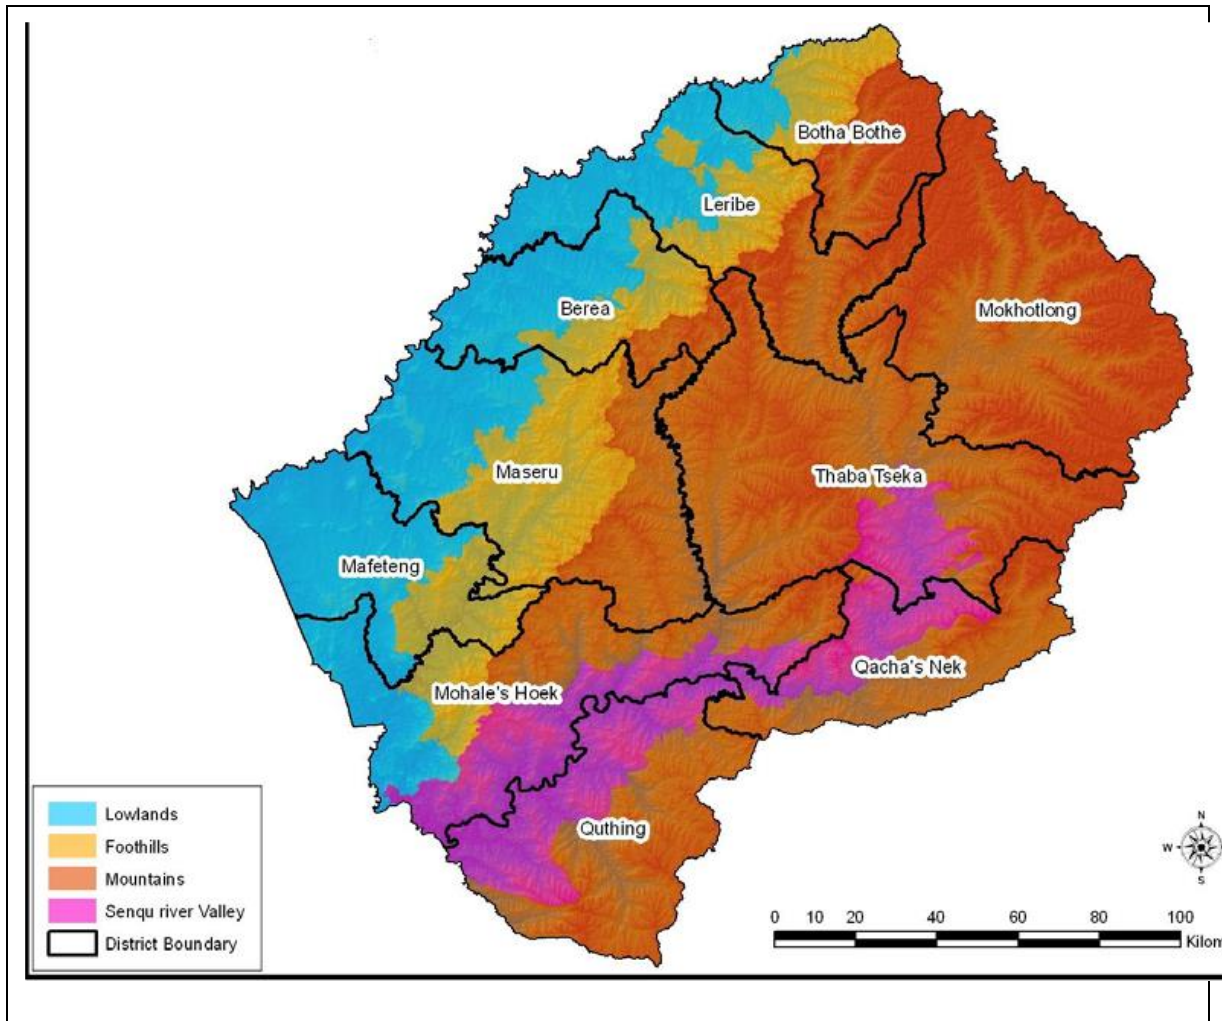 Botha Bothe
Leribe
Berea
Mokhotlong
Maseru
Thaba Tseka
Mafeteng
Qacha's Nek
Mohale's Hoek
Quthing
Lowlands
Foothills
Mountains
Senqu river Valley
District Boundary
N
W
S
0 10 20 40 60 80 100
Kilom